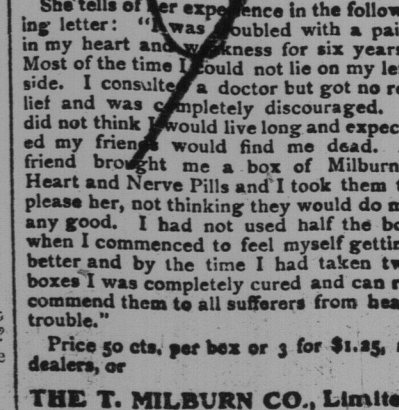 She tells of her experience in the follow
ing letter: "I was troubled with a pai
in my heart and weakness for six years
Most of the time I could not lie on my le
side. I consulted a doctor but got no re
lief and was completely discouraged.
did not think I would live long and expec
ed my friends would find me dead.
friend brought me a box of Milburn
Heart and Nerve Pills and I took them t
please her, not thinking they would do m
any good. I had not used half the bo
when I commenced to feel myself gettin
better and by the time I had taken tw
boxes I was completely cured and can r
commend them to all sufferers from hea
trouble."
Price 50 cts. per box or 3 for $1.25,
dealers, or
THE T. MILBURN CO., Limite